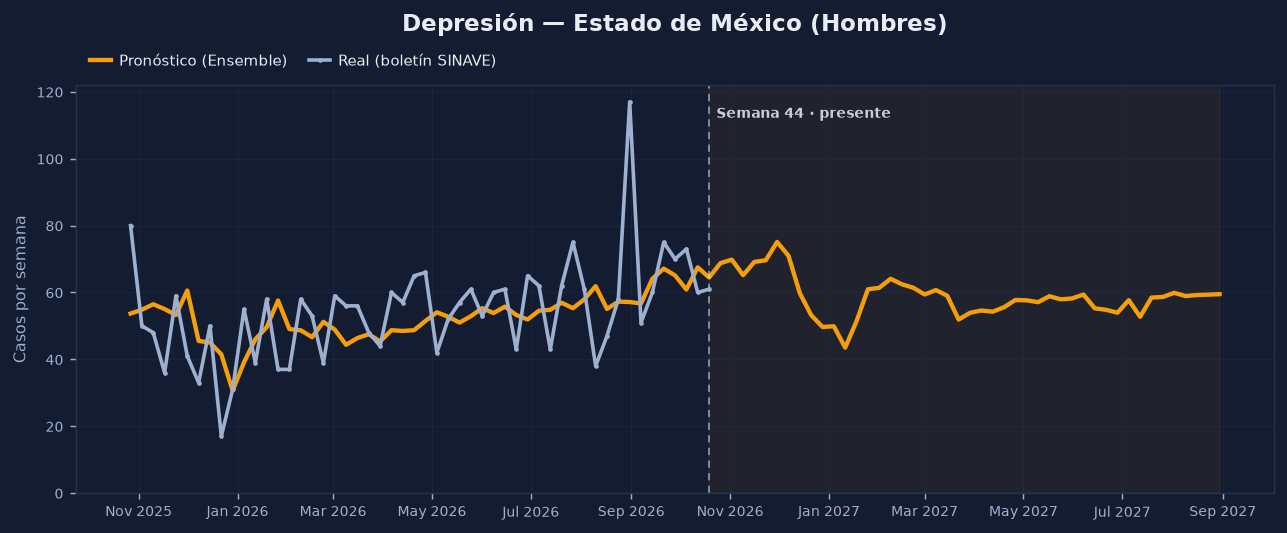 Depresión — Estado de México (Hombres)
Pronóstico (Ensemble)
Real (boletín SINAVE)
Semana 44 · presente
Casos por semana
120
100
80
60
40
20
0
Nov 2025
Jan 2026
Mar 2026
May 2026
Jul 2026
Sep 2026
Nov 2026
Jan 2027
Mar 2027
May 2027
Jul 2027
Sep 2027